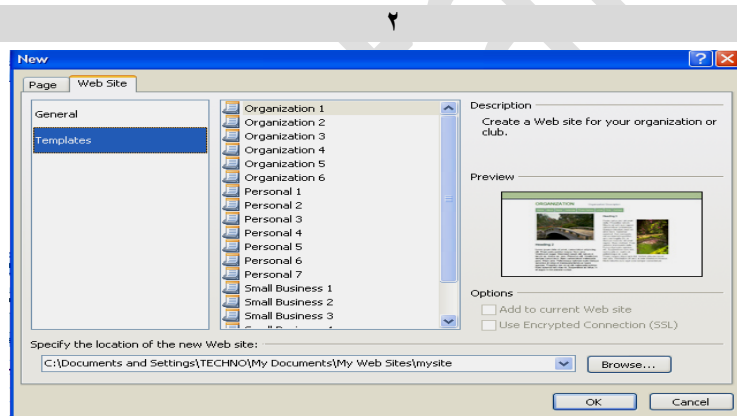 ٢
New
Page Web Site
General
Templates
Organization 1
Organization 2
Organization 3
Organization 4
Organization 5
Organization 6
Personal 1
Personal 2
Personal 3
Personal 4
Personal 5
Personal 6
Personal 7
Small Business 1
Small Business 2
Small Business 3
Description
Create a Web site for your organization or
club.
Preview
ORGANIZATION
Options
Add to current Web site
Use Encrypted Connection (SSL)
Specify the location of the new Web site:
C:\Documents and Settings\TECHNO\My Documents\My Web Sites\mysite
Browse...
OK Cancel